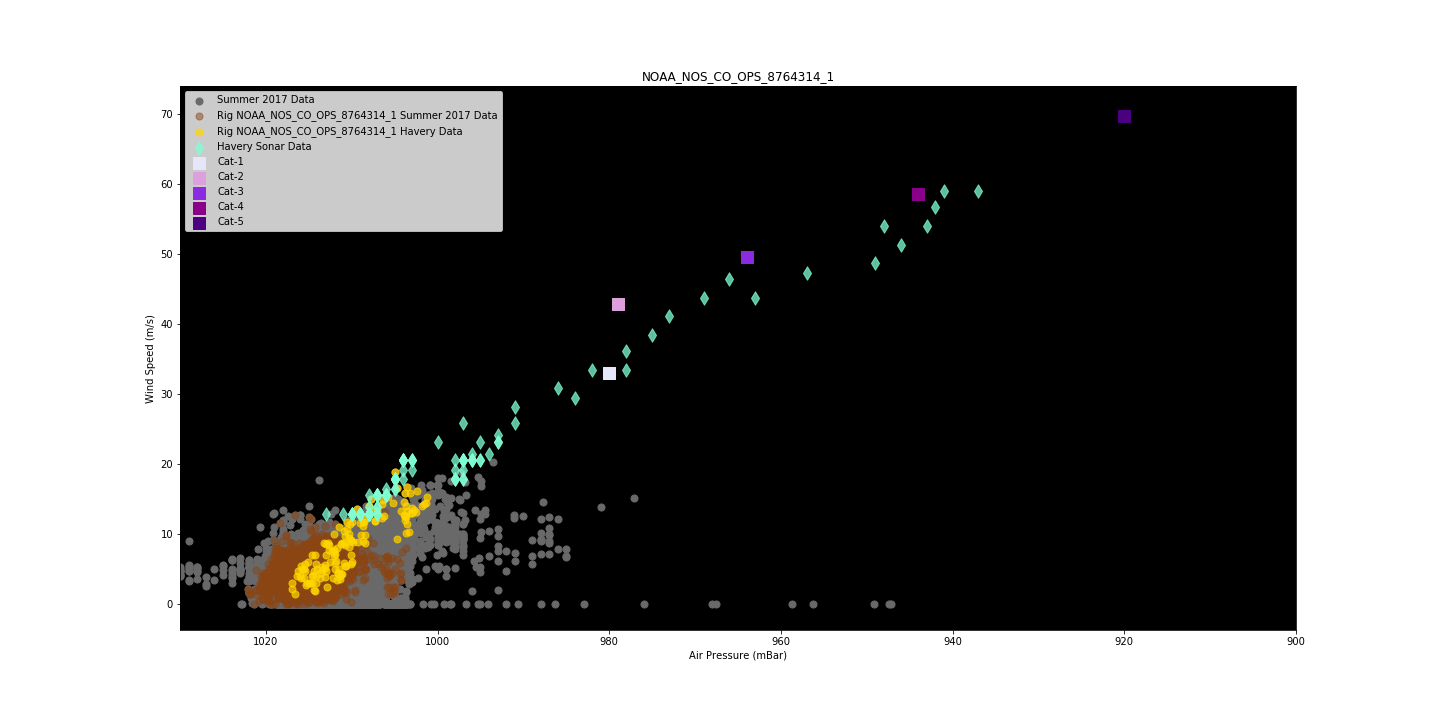 NOAA_NOS_CO_OPS_8764314_1
Summer 2017 Data
Rig NOAA_NOS_CO_OPS_8764314_1 Summer 2017 Data
Rig NOAA_NOS_CO_OPS_8764314_1 Havery Data
Havery Sonar Data
Cat-1
Cat-2
Cat-3
Cat-4
Cat-5
Wind Speed (m/s)
70
60
50
40
30
20
10
0
1020 1000 980 960 940 920 900
Air Pressure (mBar)